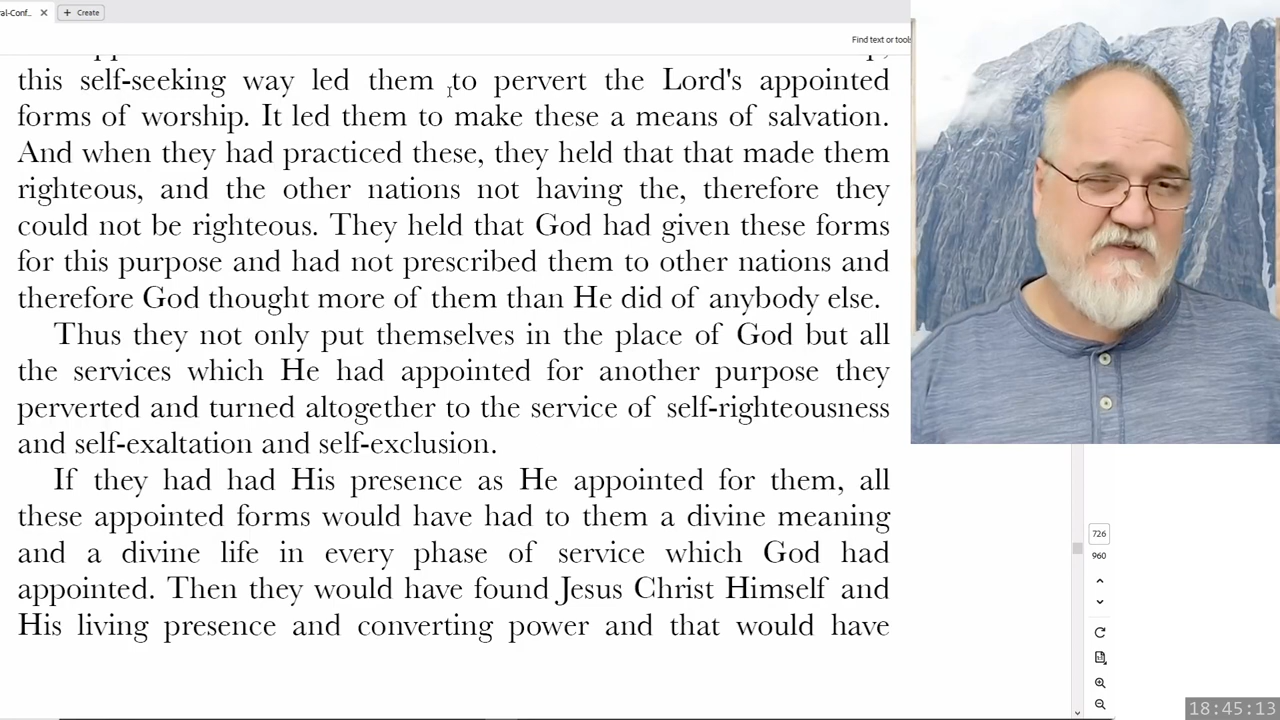 al-Conf..
Create
Find text or tools
this self-seeking way led them to pervert the Lord's appointed
forms of worship. It led them to make these a means of salvation.
And when they had practiced these, they held that that made them
righteous, and the other nations not having the, therefore they
could not be righteous. They held that God had given these forms
for this purpose and had not prescribed them to other nations and
therefore God thought more of them than He did of anybody else.
Thus they not only put themselves in the place of God but all
the services which He had appointed for another purpose they
perverted and turned altogether to the service of self-righteousness
and self-exaltation and self-exclusion.
If they had had His presence as He appointed for them, all
these appointed forms would have had to them a divine meaning
and a divine life in every phase of service which God had
appointed. Then they would have found Jesus Christ Himself and
His living presence and converting power and that would have
726
960
18:45:13